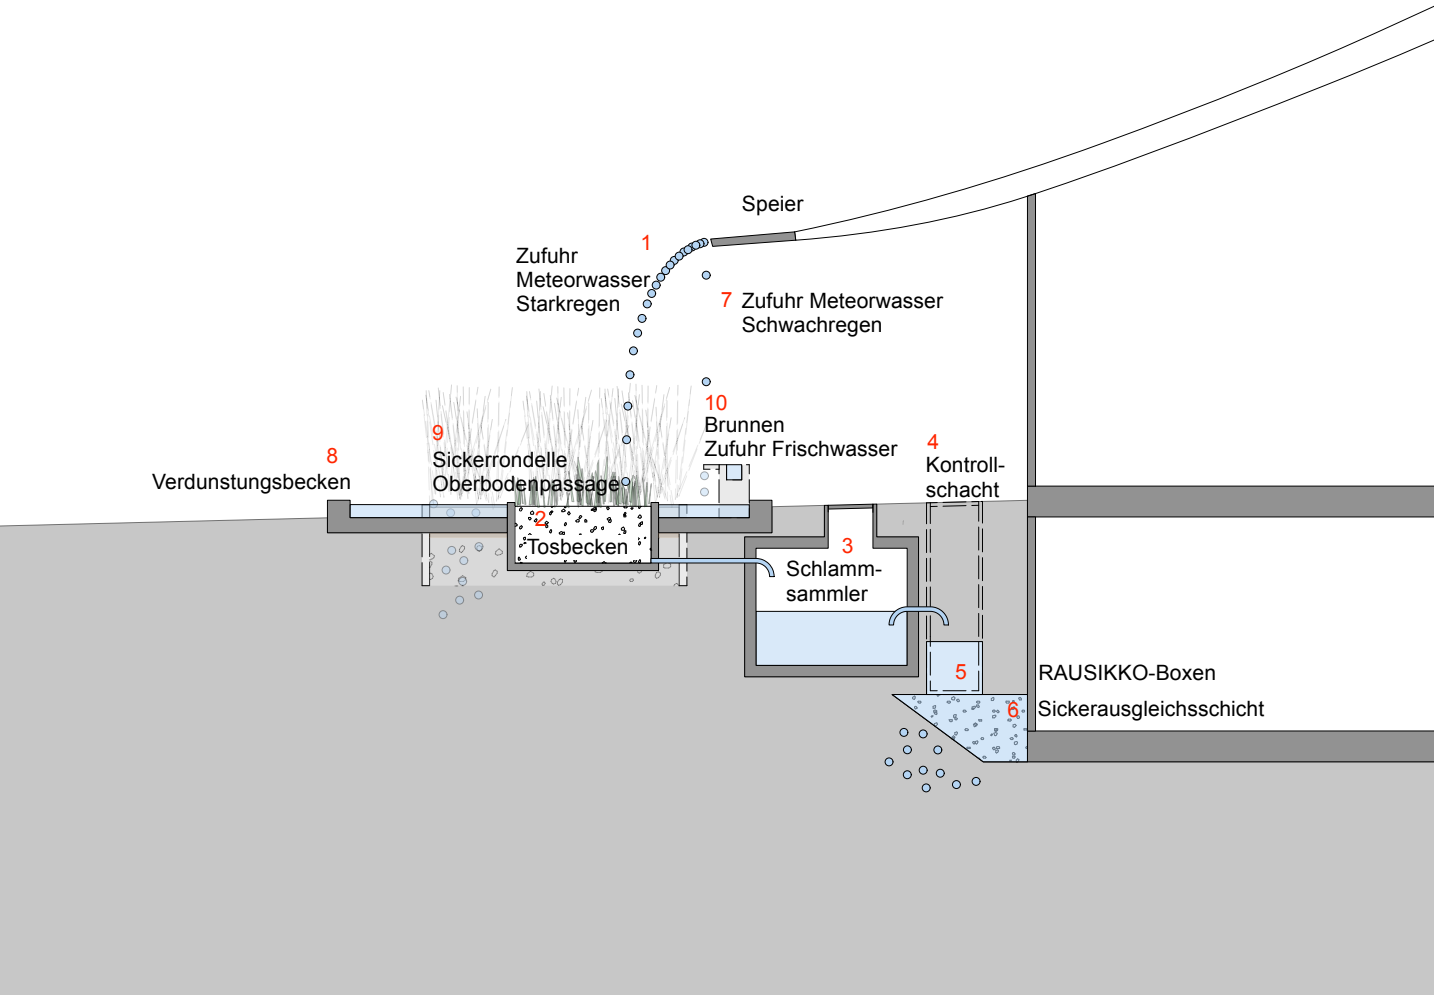 Speier
1
Zufuhr
Meteorwasser
Starkregen
7 Zufuhr Meteorwasser
Schwachregen
10
Brunnen
Zufuhr Frischwasser
9
Sickerrondelle
Oberbodenpassage
8
Verdunstungsbecken
4
Kontroll-
schacht
2
Tosbecken
3
Schlamm-
sammler
5
RAUSIKKO-Boxen
6
Sickerausgleichsschicht